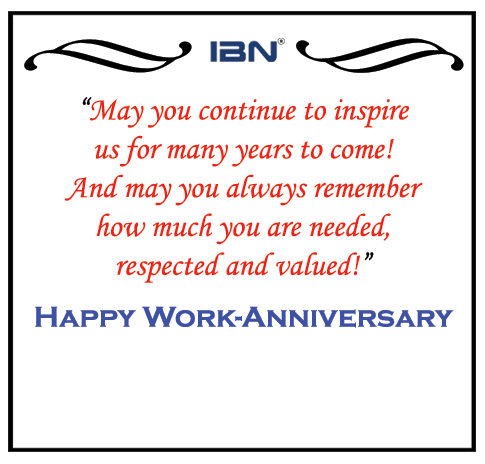 IBN®
“May you continue to inspire
us for many years to come!
And may you always remember
how much you are needed,
respected and valued!”
Happy Work-Anniversary